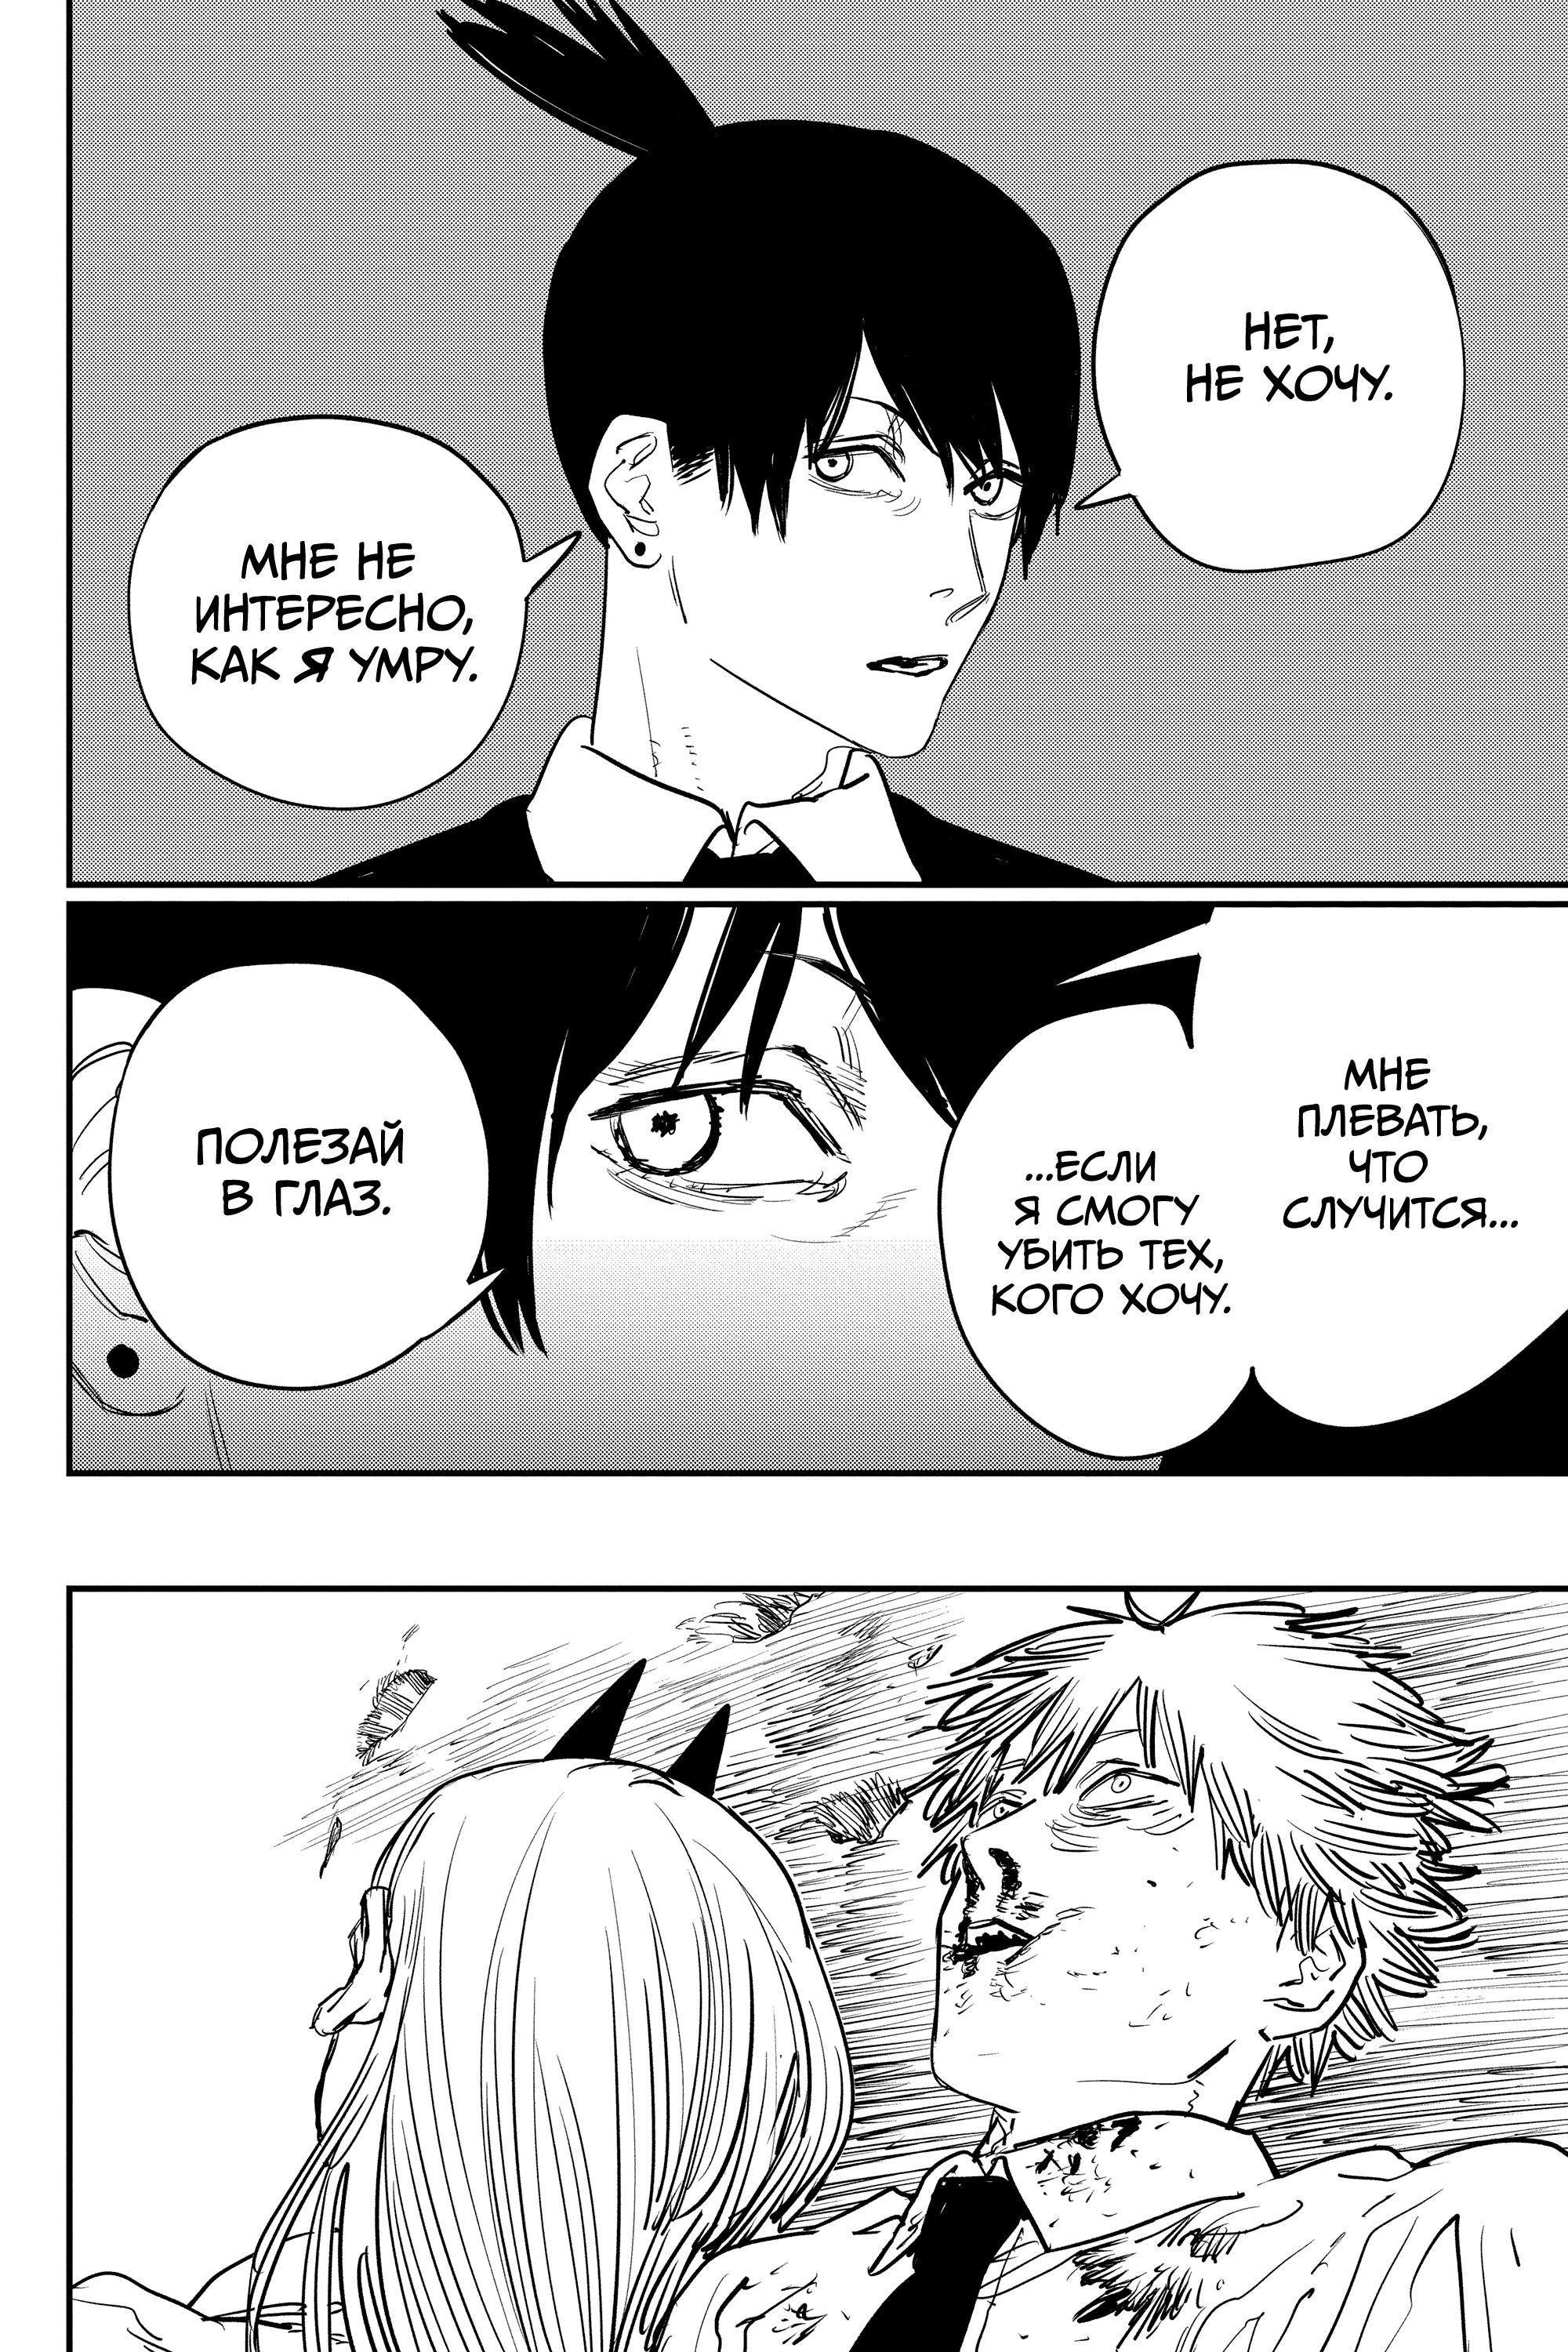 НЕТ,
НЕ ХОЧУ.
МНЕ НЕ
ИНТЕРЕСНО,
КАК Я УМРУ.
МНЕ
ПЛЕВАТЬ,
ЧТО
СЛУЧИТСЯ...
...ЕСЛИ
Я СМОГУ
УБИТЬ ТЕХ,
КОГО ХОЧУ.
ПОЛЕЗАЙ
В ГЛАЗ.